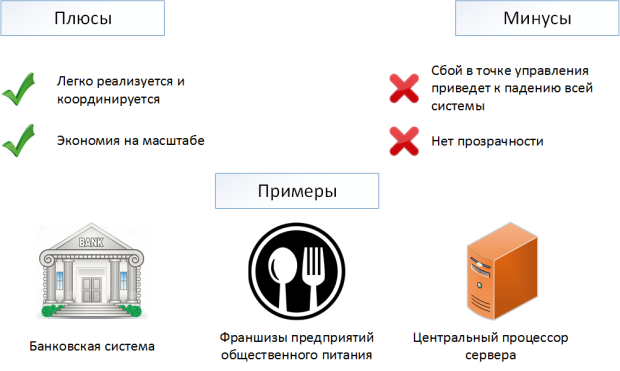 Плюсы
Минусы
Легко реализуется и
координируется
Экономия на масштабе
Сбой в точке управления
приведет к падению всей
системы
Нет прозрачности
Примеры
BANK
Банковская система
Франшизы предприятий
общественного питания
Центральный процессор
сервера